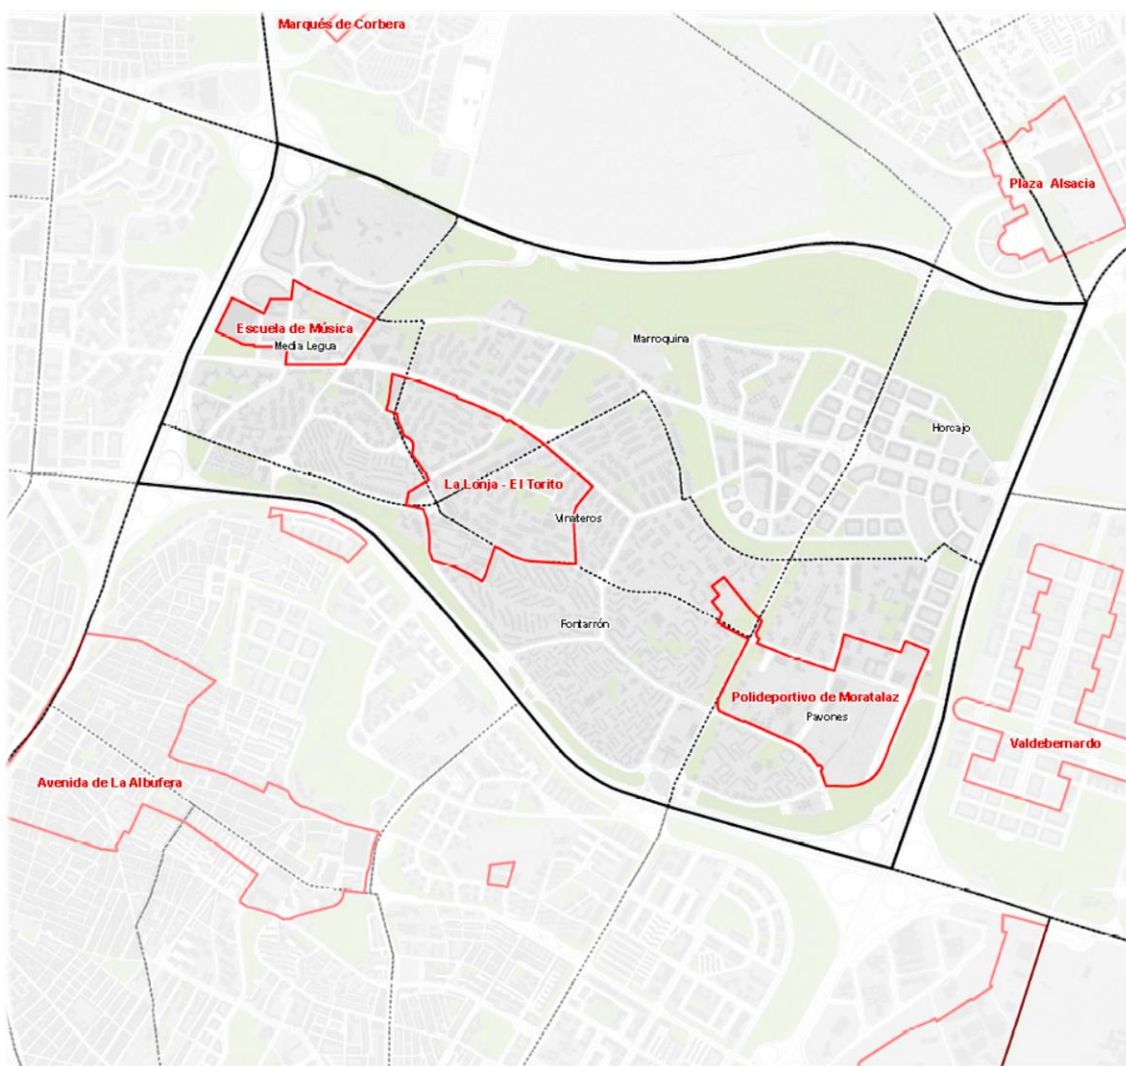 Marqués de Corbera
Plaza Alsacia
Escuela de Música
Media Legua
Marroquina
Horcajo
La Lonja - El Torito
Vinateros
Fontarrón
Polideportivo de Moratalaz
Pavones
Valdebernardo
Avenida de La Albufera